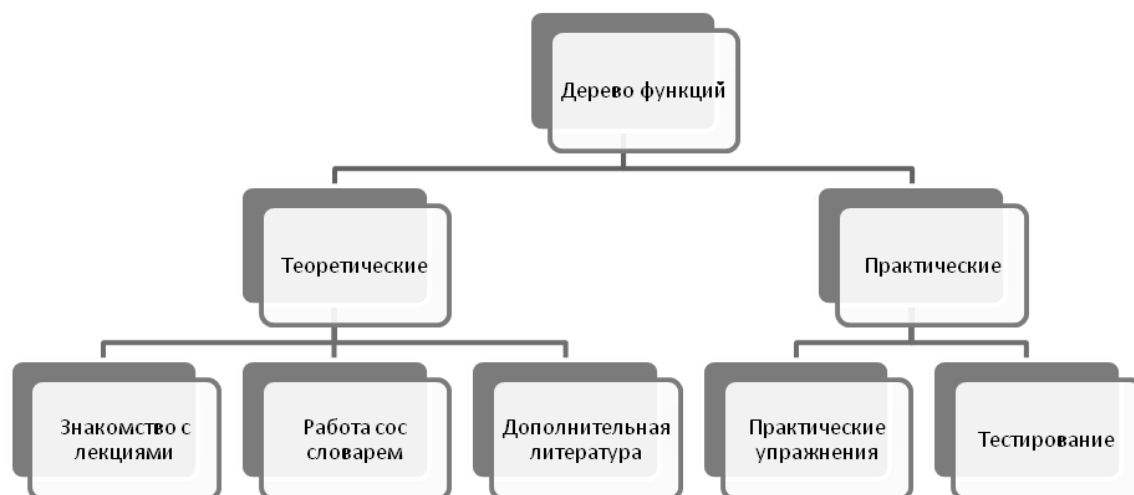 Дерево функций
Теоретические
Практические
Знакомство с
лекциями
Работа сос
словарем
Дополнительная
литература
Практические
упражнения
Тестирование